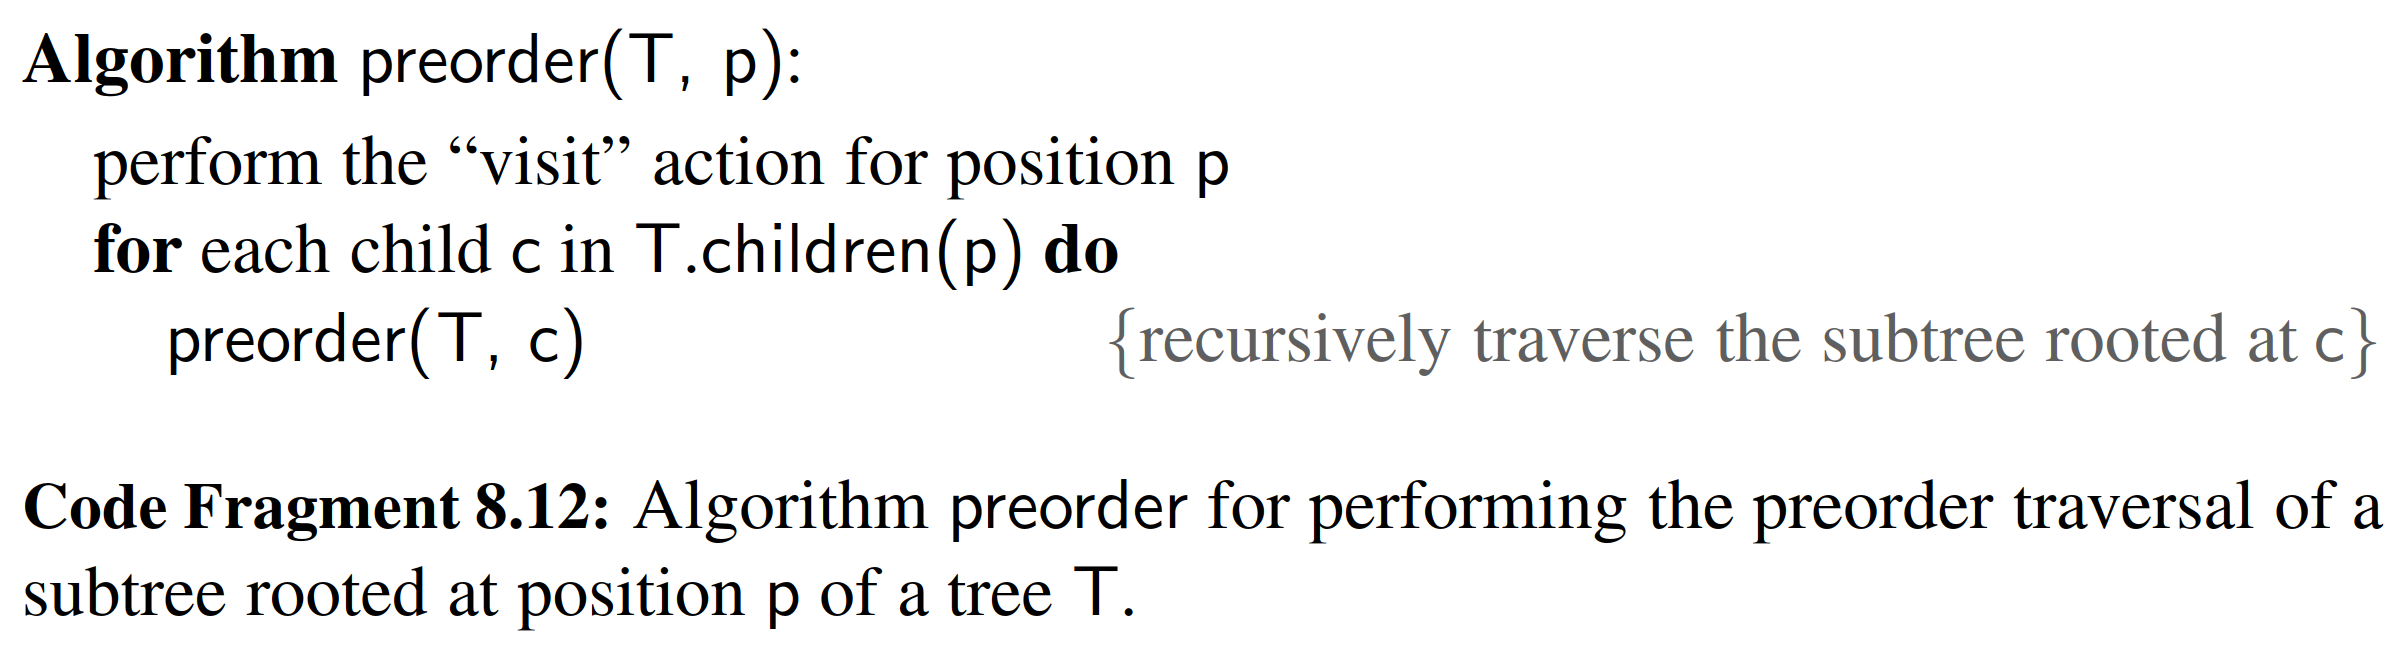 Algorithm preorder(T, p):
perform the “visit” action for position p
for each child c in T.children(p) do
preorder(T, c) {recursively traverse the subtree rooted at c}
Code Fragment 8.12: Algorithm preorder for performing the preorder traversal of a
subtree rooted at position p of a tree T.